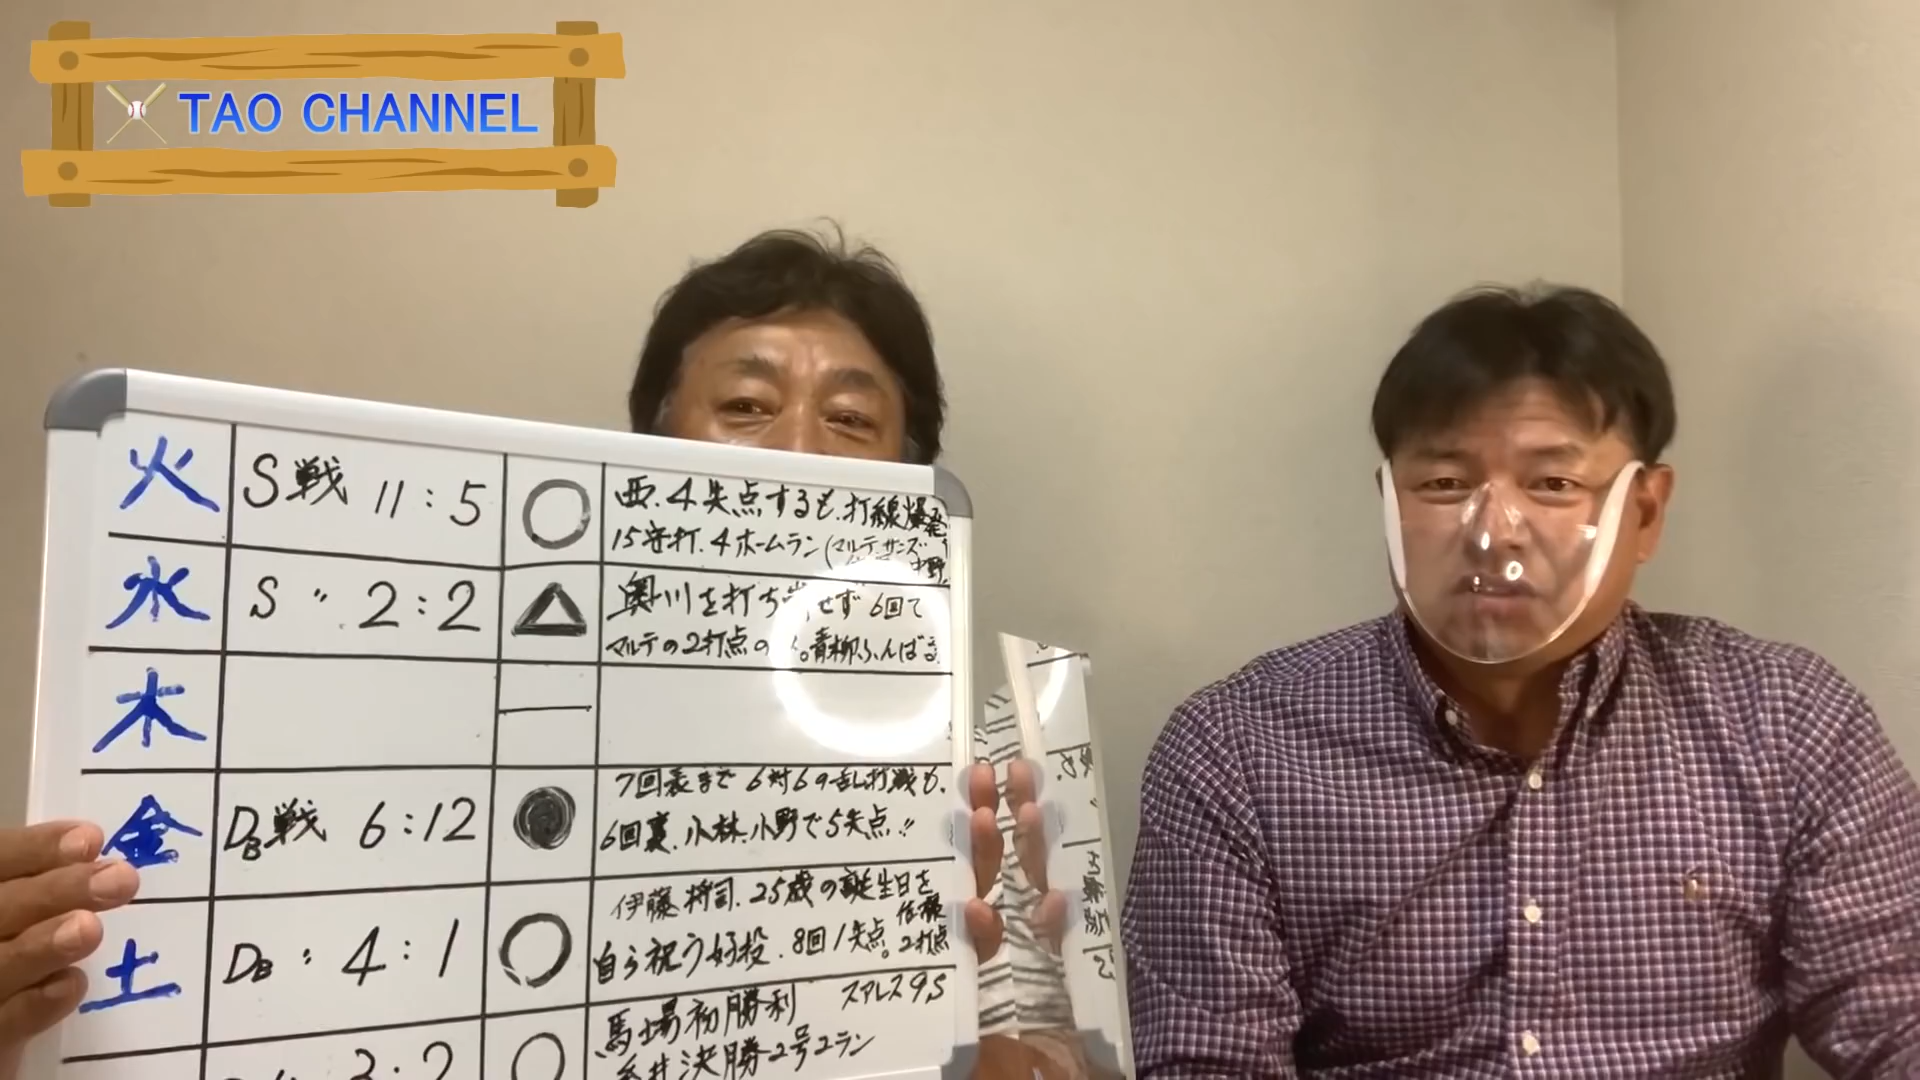 TAO CHANNEL
火 S戦 11:5 ○ 西.4失点するも.打線爆発
15安打.4ホームラン(マルテ.サンズ
中野
水 S 〃 2:2 △ 奥川を打ち せず 6回で
マルテの2打点の 。青柳ふんばる
木 —
金 DB戦 6:12 ● 7回表まで 6対6の乱打戦も.
6回裏.小林.小野で5失点!!
土 DB 〃 4:1 ○ 伊藤将司.25歳の誕生日を
自ら祝う好投.8回1失点。佐藤2打点
3:2 ○ 馬場初勝利 スアレス9S
糸井決勝2号2ラン